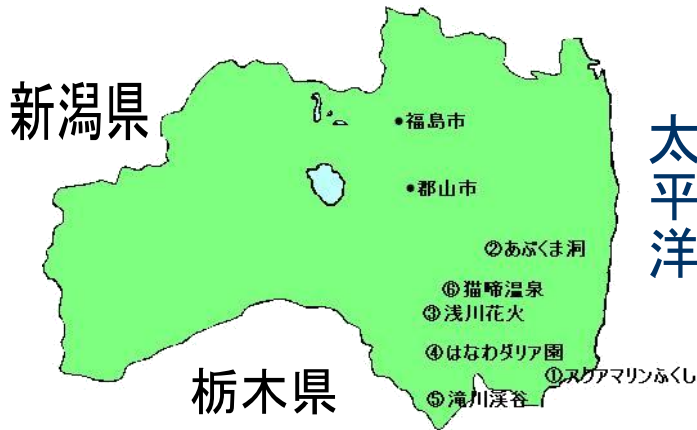 新潟県
•福島市
太平洋
•郡山市
②あぶくま洞
⑥猫啼温泉
③浅川花火
④はなわダリア園
①スクアマリンふくし
栃木県
⑤滝川渓谷